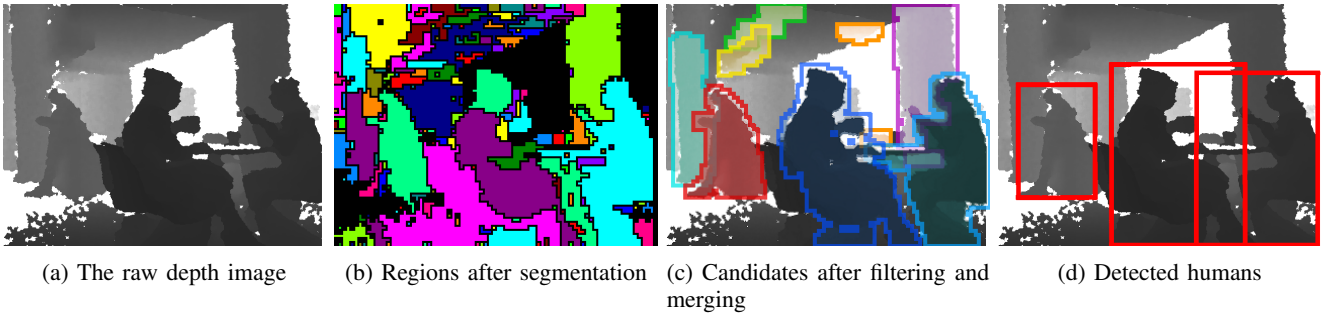 (a) The raw depth image
(b) Regions after segmentation
(c) Candidates after filtering and
merging
(d) Detected humans